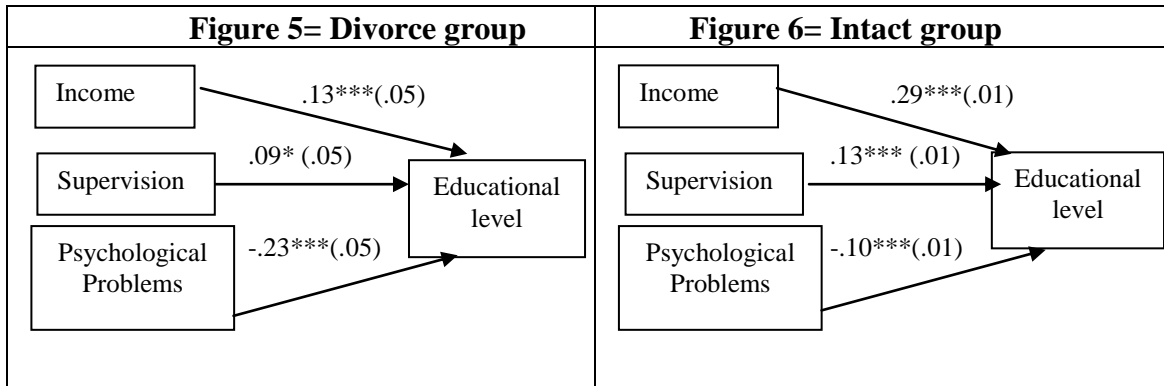 Figure 5= Divorce group
Income
.13***(.05)
.09* (.05)
Supervision
Educational
level
-.23***(.05)
Psychological
Problems
Figure 6= Intact group
Income
.29***(.01)
.13*** (.01)
Supervision
Educational
level
-.10***(.01)
Psychological
Problems